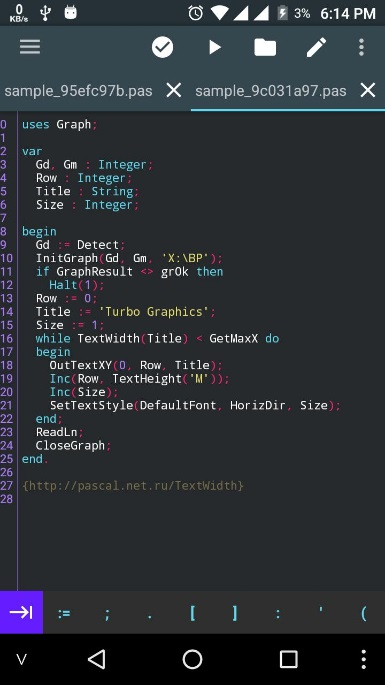 0 KB/s 3% 6:14 PM
sample_95efc97b.pas sample_9c031a97.pas
0 uses Graph;
1
2 var
3 Gd, Gm : Integer;
4 Row : Integer;
5 Title : String;
6 Size : Integer;
7
8 begin
9 Gd := Detect;
10 InitGraph(Gd, Gm, 'X:\BP');
11 if GraphResult <> grOk then
12 Halt(1);
13 Row := 0;
14 Title := 'Turbo Graphics';
15 Size := 1;
16 while TextWidth(Title) < GetMaxX do
17 begin
18 OutTextXY(0, Row, Title);
19 Inc(Row, TextHeight('M'));
20 Inc(Size);
21 SetTextStyle(DefaultFont, HorizDir, Size);
22 end;
23 ReadLn;
24 CloseGraph;
25 end.
26
27 {http://pascal.net.ru/TextWidth}
28
:= ; . [ ] : ' (